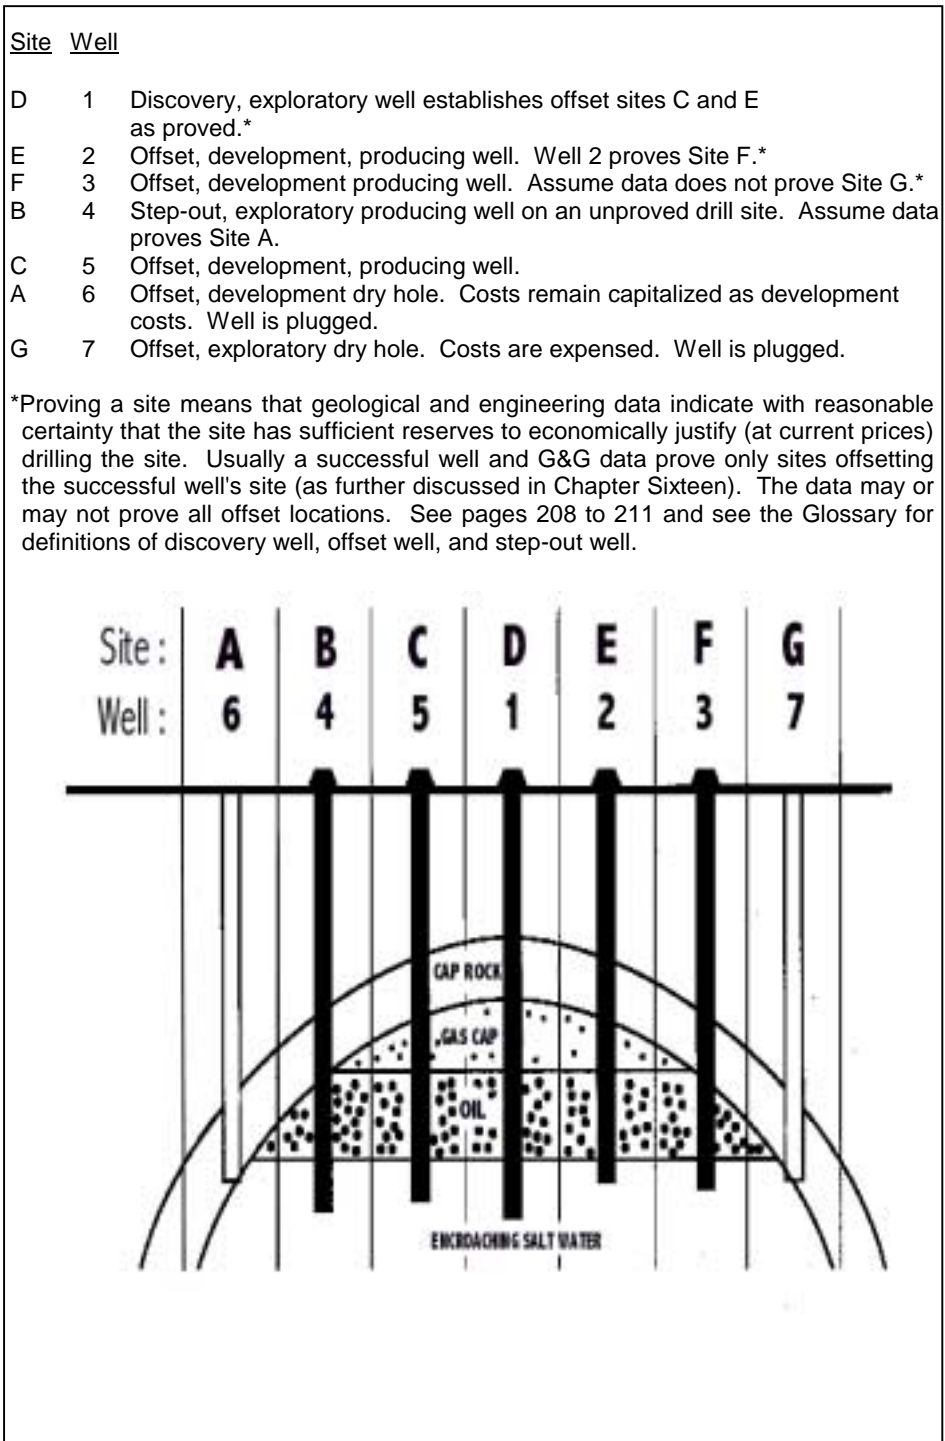 Site Well
D 1 Discovery, exploratory well establishes offset sites C and E
as proved.*
E 2 Offset, development, producing well. Well 2 proves Site F.*
F 3 Offset, development producing well. Assume data does not prove Site G.*
B 4 Step-out, exploratory producing well on an unproved drill site. Assume data
proves Site A.
C 5 Offset, development, producing well.
A 6 Offset, development dry hole. Costs remain capitalized as development
costs. Well is plugged.
G 7 Offset, exploratory dry hole. Costs are expensed. Well is plugged.
*Proving a site means that geological and engineering data indicate with reasonable
certainty that the site has sufficient reserves to economically justify (at current prices)
drilling the site. Usually a successful well and G&G data prove only sites offsetting
the successful well's site (as further discussed in Chapter Sixteen). The data may or
may not prove all offset locations. See pages 208 to 211 and see the Glossary for
definitions of discovery well, offset well, and step-out well.
Site : A B C D E F G
Well : 6 4 5 1 2 3 7
CAP ROCK
GAS CAP
OIL
ENCROACHING SALT WATER